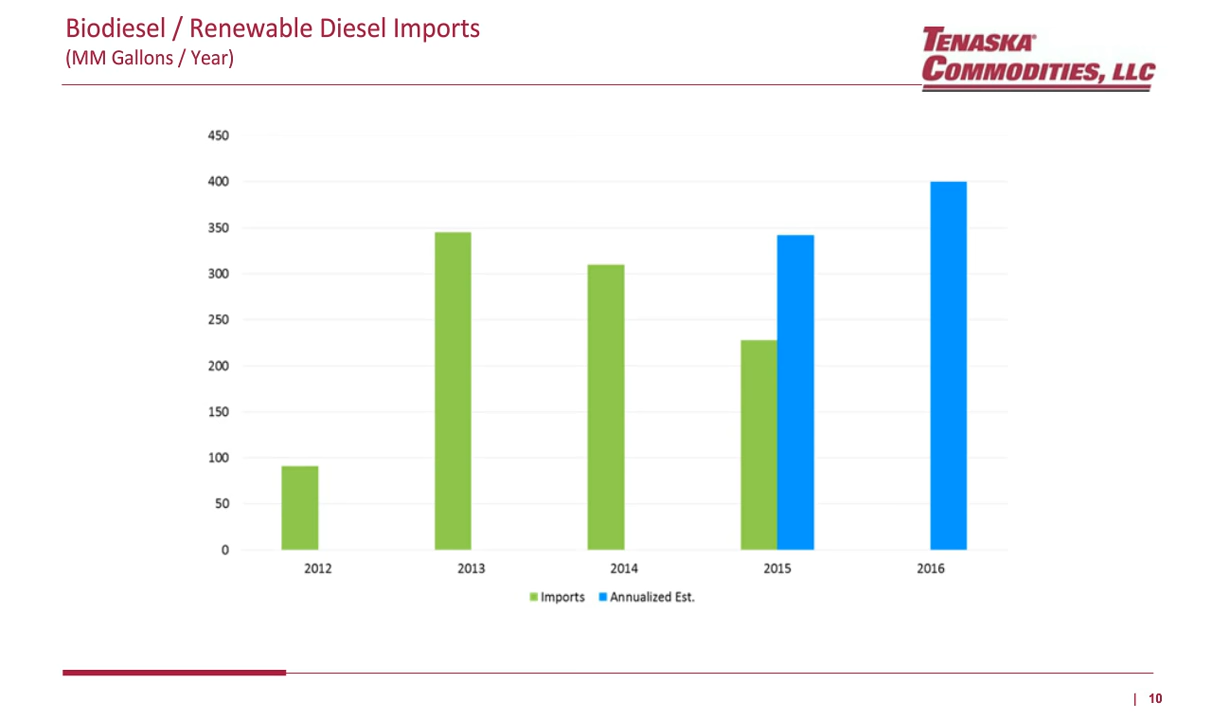 Biodiesel / Renewable Diesel Imports
(MM Gallons / Year)
TENASKA®
COMMODITIES, LLC
450
400
350
300
250
200
150
100
50
0
2012 2013 2014 2015 2016
Imports Annualized Est.
| 10